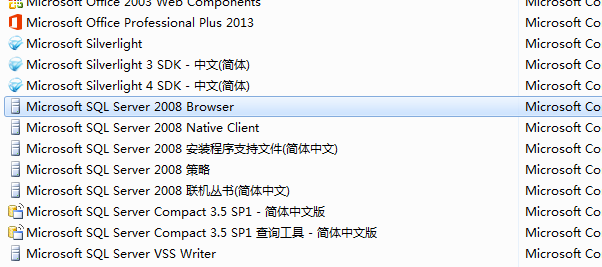 Microsoft Office 2003 Web Components Microsoft Co
Microsoft Office Professional Plus 2013 Microsoft Co
Microsoft Silverlight Microsoft Co
Microsoft Silverlight 3 SDK - 中文(简体) Microsoft Co
Microsoft Silverlight 4 SDK - 中文(简体) Microsoft Co
Microsoft SQL Server 2008 Browser Microsoft Co
Microsoft SQL Server 2008 Native Client Microsoft Co
Microsoft SQL Server 2008 安装程序支持文件(简体中文) Microsoft Co
Microsoft SQL Server 2008 策略 Microsoft Co
Microsoft SQL Server 2008 联机丛书(简体中文) Microsoft Co
Microsoft SQL Server Compact 3.5 SP1 - 简体中文版 Microsoft Co
Microsoft SQL Server Compact 3.5 SP1 查询工具 - 简体中文版 Microsoft Co
Microsoft SQL Server VSS Writer Microsoft Co